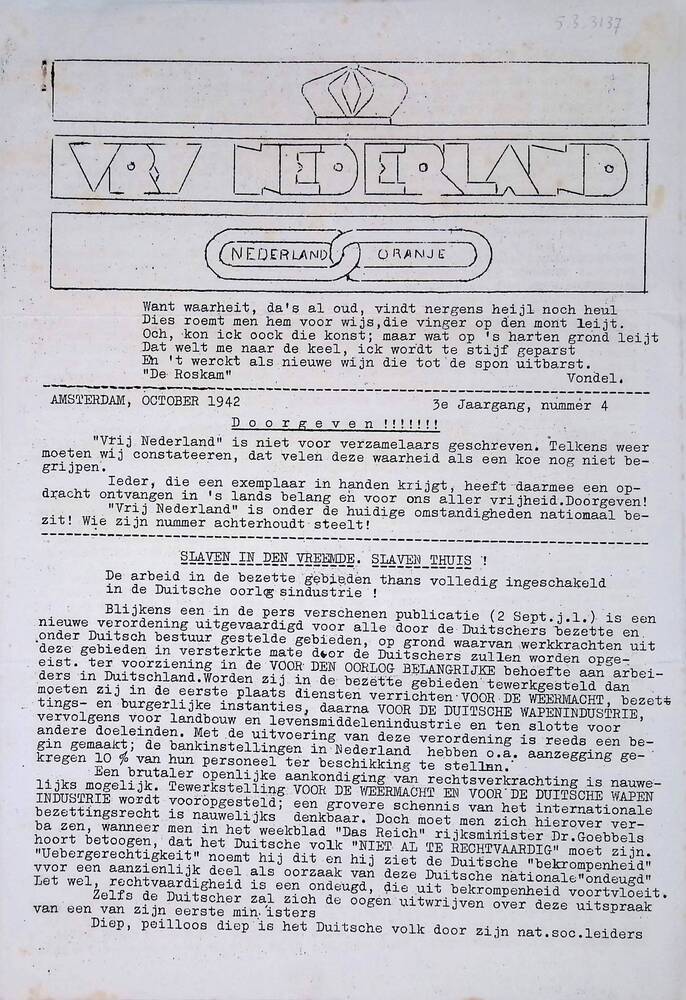 5.3.3137
VRIJ NEDERLAND
NEDERLAND ORANJE
Want waarheit, da's al oud, vindt nergens heijl noch heul
Dies roemt men hem voor wijs,die vinger op den mont leijt.
Och, kon ick oock die konst; maar wat op 's harten grond leijt
Dat welt me naar de keel, ick wordt te stijf geparst
En 't werckt als nieuwe wijn die tot de spon uitbarst.
"De Roskam" Vondel.
AMSTERDAM, OCTOBER 1942 3e Jaargang, nummer 4
Doorgeven !!!!!!!
"Vrij Nederland" is niet voor verzamelaars geschreven. Telkens weer
moeten wij constateeren, dat velen deze waarheid als een koe nog niet be-
grijpen.
Ieder, die een exemplaar in handen krijgt, heeft daarmee een op-
dracht ontvangen in 's lands belang en voor ons aller vrijheid.Doorgeven!
"Vrij Nederland" is onder de huidige omstandigheden nationaal be-
zit! Wie zijn nummer achterhoudt steelt!
SLAVEN IN DEN VREEMDE. SLAVEN THUIS !
De arbeid in de bezette gebieden thans volledig ingeschakeld
in de Duitsche oorlgsindustrie !
Blijkens een in de pers verschenen publicatie (2 Sept.j.l.) is een
nieuwe verordening uitgevaardigd voor alle door de Duitschers bezette en
onder Duitsch bestuur gestelde gebieden, op grond waarvan werkkrachten uit
deze gebieden in versterkte mate door de Duitschers zullen worden opge-
eist. ter voorziening in de VOOR DEN OORLOG BELANGRIJKE behoefte aan arbei-
ders in Duitschland.Worden zij in de bezette gebieden tewerkgesteld dan
moeten zij in de eerste plaats diensten verrichten VOOR DE WEERMACHT, bezett
tings- en burgerlijke instanties, daarna VOOR DE DUITSCHE WAPENINDUSTRIE,
vervolgens voor landbouw en levensmiddelenindustrie en ten slotte voor
andere doeleinden. Met de uitvoering van deze verordening is reeds een be-
gin gemaakt; de bankinstellingen in Nederland hebben o.a. aanzegging ge-
kregen 10 % van hun personeel ter beschikking te stellnn.
Een brutaler openlijke aankondiging van rechtsverkrachting is nauwe-
lijks mogelijk. Tewerkstelling VOOR DE WEERMACHT EN VOOR DE DUITSCHE WAPEN
INDUSTRIE wordt vooropgesteld; een grovere schennis van het internationale
bezettingsrecht is nauwelijks denkbaar. Doch moet men zich hierover ver-
ba zen, wanneer men in het weekblad "Das Reich" rijksminister Dr.Goebbels
hoort betoogen, dat het Duitsche volk "NIET AL TE RECHTVAARDIG" moet zijn.
"Uebergerechtigkeit" noemt hij dit en hij ziet de Duitsche "bekrompenheid"
vvor een aanzienlijk deel als oorzaak van deze Duitsche nationale"ondeugd"
Let wel, rechtvaardigheid is een ondeugd, die uit bekrompenheid voortvloeit.
Zelfs de Duitscher zal zich de oogen uitwrijven over deze uitspraak
van een van zijn eerste ministers
Diep, peilloos diep is het Duitsche volk door zijn nat.soc.leiders